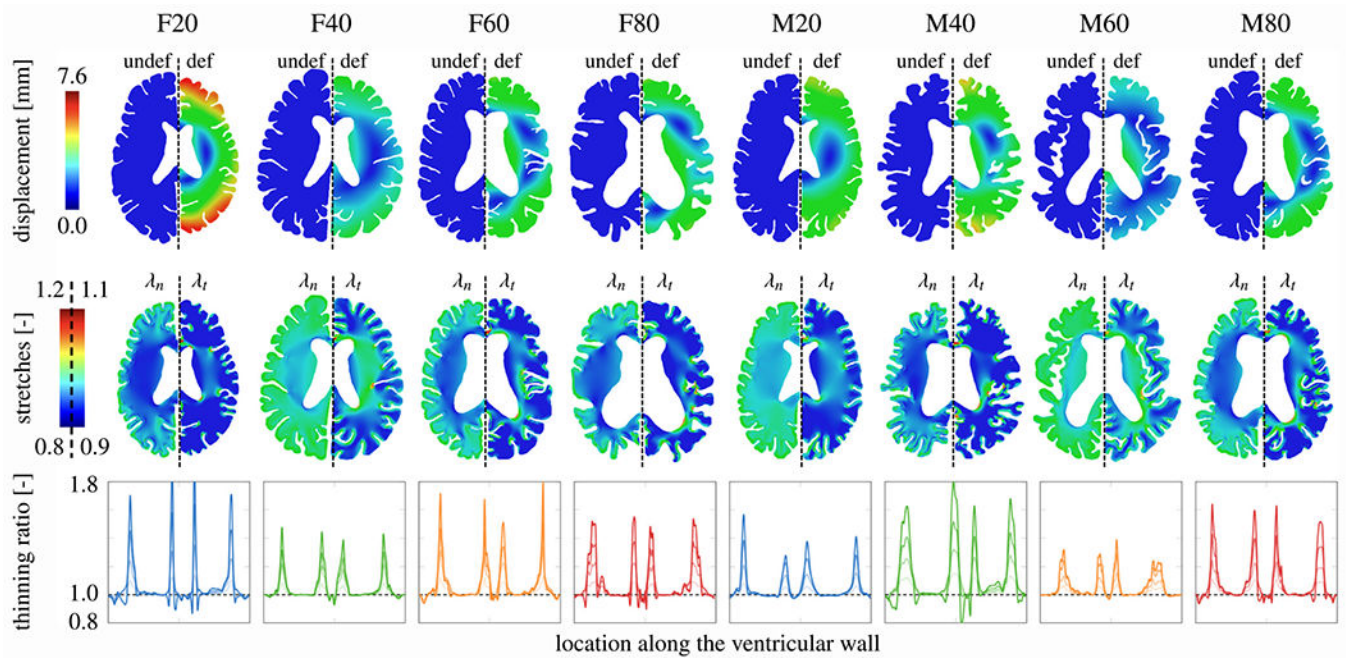 F20 F40 F60 F80 M20 M40 M60 M80
undef def undef def undef def undef def undef def undef def undef def undef def
displacement [mm]
7.6
0.0
λn λt λn λt λn λt λn λt λn λt λn λt λn λt λn λt
stretches [-]
1.2 1.1
0.8 0.9
thinning ratio [-]
1.8
1.0
0.8
location along the ventricular wall